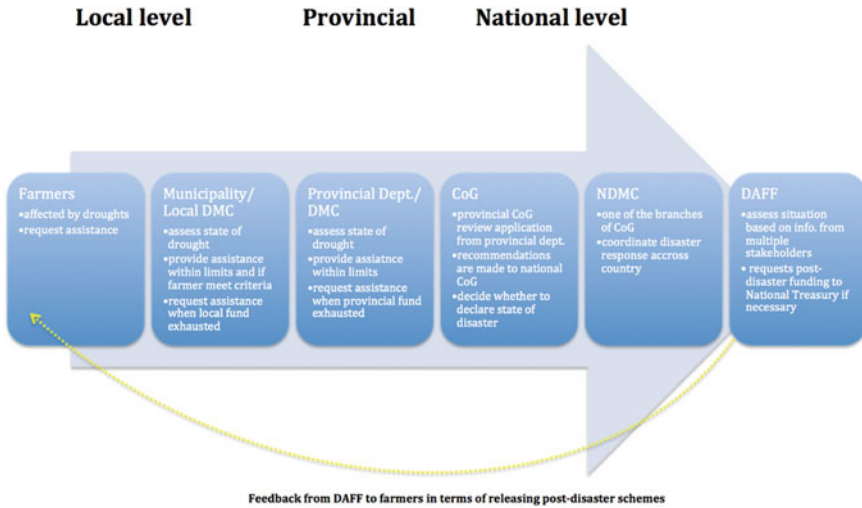 Local level
Provincial
National level
Farmers
•affected by droughts
•request assistance
Municipality/
Local DMC
•assess state of
drought
•provide assistance
within limits and if
farmer meet criteria
•request assistance
when local fund
exhausted
Provincial Dept./
DMC
•assess state of
drought
•provide assiatnce
within limits
•request assistance
when provincial fund
exhausted
CoG
•provincial CoG
review application
from provincial dept.
•recommendations
are made to national
CoG
•decide whether to
declare state of
disaster
NDMC
•one of the branches
of CoG
•coordinate disaster
response accross
country
DAFF
•assess situation
based on info. from
multiple
stakeholders
• requests post-
disaster funding to
National Treasury if
necessary
Feedback from DAFF to farmers in terms of releasing post-disaster schemes